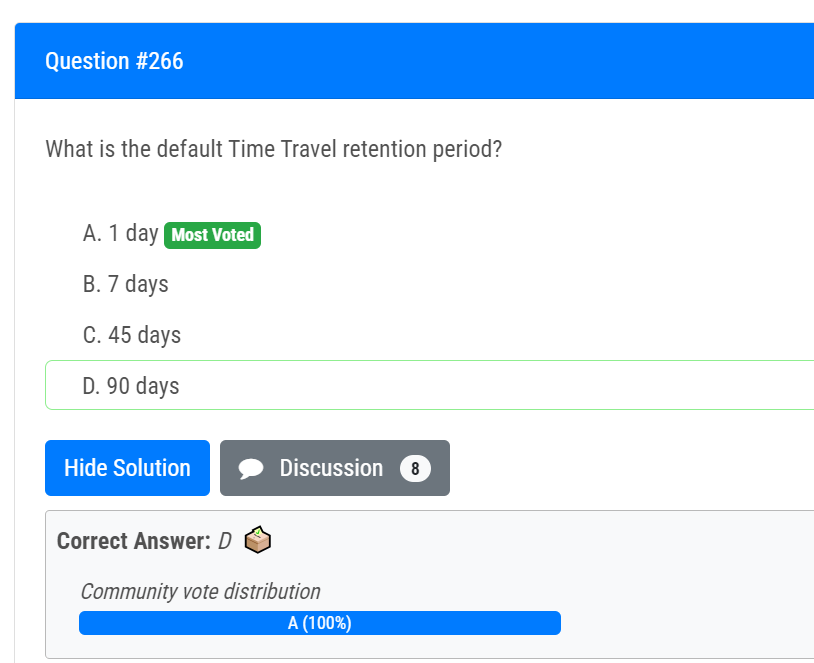 Question #266
What is the default Time Travel retention period?
A. 1 day Most Voted
B. 7 days
C. 45 days
D. 90 days
Hide Solution Discussion 8
Correct Answer: D
Community vote distribution
A (100%)